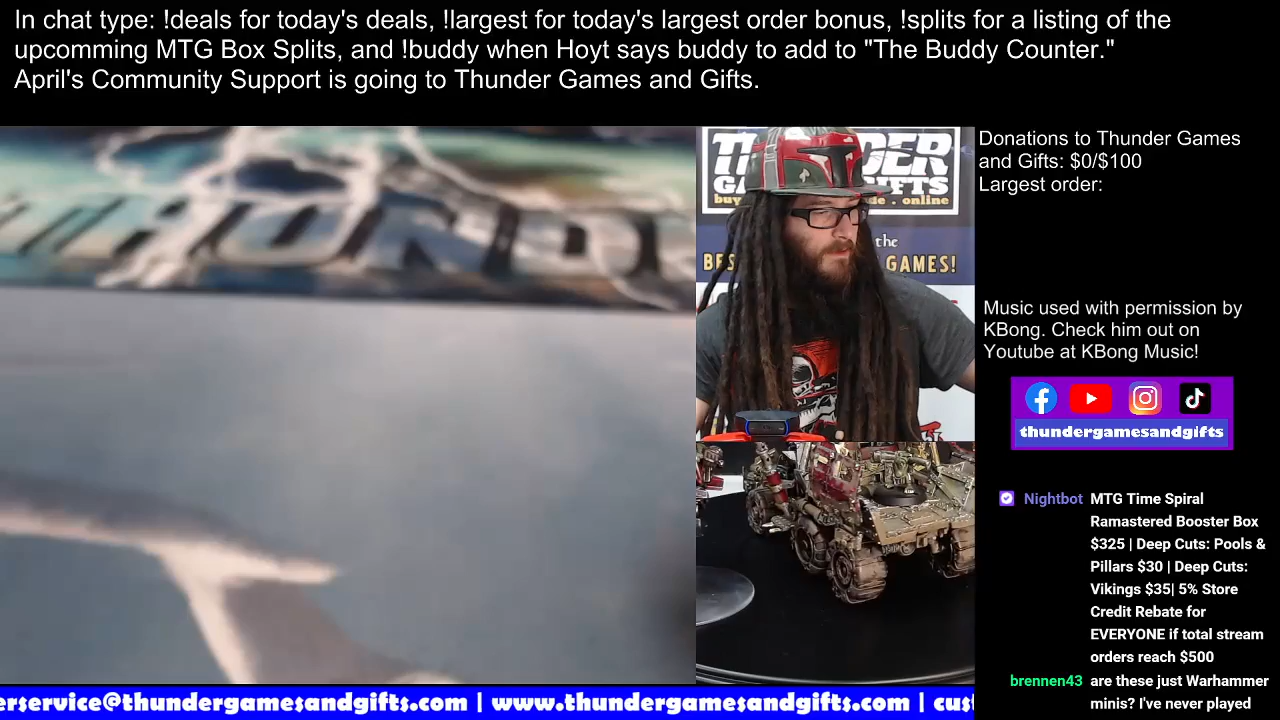 In chat type: !deals for today's deals, !largest for today's largest order bonus, !splits for a listing of the
upcomming MTG Box Splits, and !buddy when Hoyt says buddy to add to "The Buddy Counter."
April's Community Support is going to Thunder Games and Gifts.
Donations to Thunder Games
and Gifts: $0/$100
Largest order:
the
GAMES!
Music used with permission by
KBong. Check him out on
Youtube at KBong Music!
thundergamesandgifts
Nightbot MTG Time Spiral
Ramastered Booster Box
$325 | Deep Cuts: Pools &
Pillars $30 | Deep Cuts:
Vikings $35| 5% Store
Credit Rebate for
EVERYONE if total stream
orders reach $500
brennen43 are these just Warhammer
minis? I've never played
erservice@thundergamesandgifts.com | www.thundergamesandgifts.com | cus